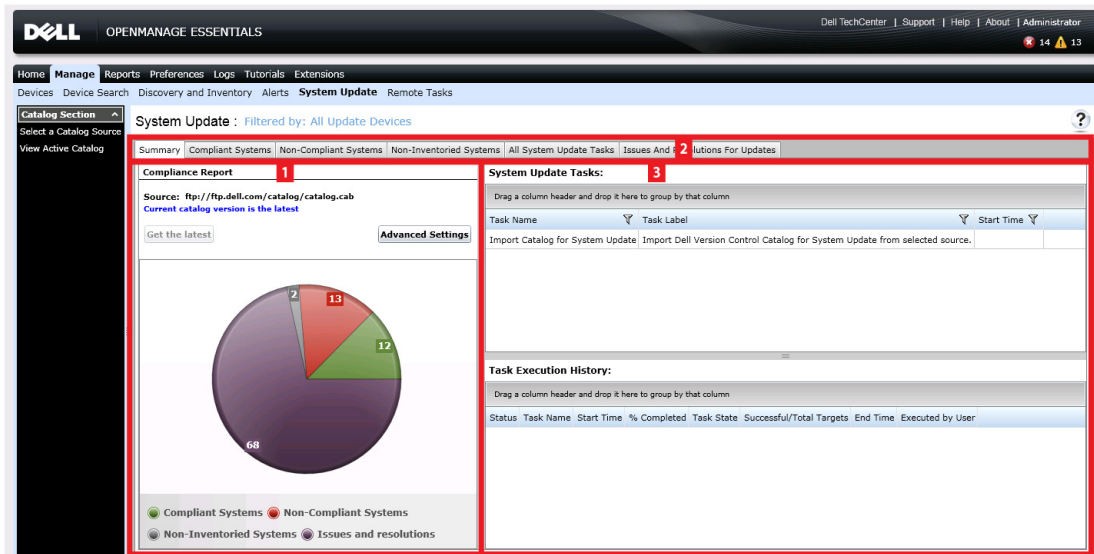 DELL OPENMANAGE ESSENTIALS
Dell TechCenter | Support | Help | About | Administrator
14 13
Home Manage Reports Preferences Logs Tutorials Extensions
Devices Device Search Discovery and Inventory Alerts System Update Remote Tasks
Catalog Section
Select a Catalog Source
View Active Catalog
System Update : Filtered by: All Update Devices
?
Summary Compliant Systems Non-Compliant Systems Non-Inventoried Systems All System Update Tasks Issues And 2 lutions For Updates
Compliance Report 1
Source: ftp://ftp.dell.com/catalog/catalog.cab
Current catalog version is the latest
Get the latest Advanced Settings
2
13
12
68
Compliant Systems Non-Compliant Systems
Non-Inventoried Systems Issues and resolutions
System Update Tasks: 3
Drag a column header and drop it here to group by that column
Task Name Task Label Start Time
Import Catalog for System Update Import Dell Version Control Catalog for System Update from selected source.
Task Execution History:
Drag a column header and drop it here to group by that column
Status Task Name Start Time % Completed Task State Successful/Total Targets End Time Executed by User